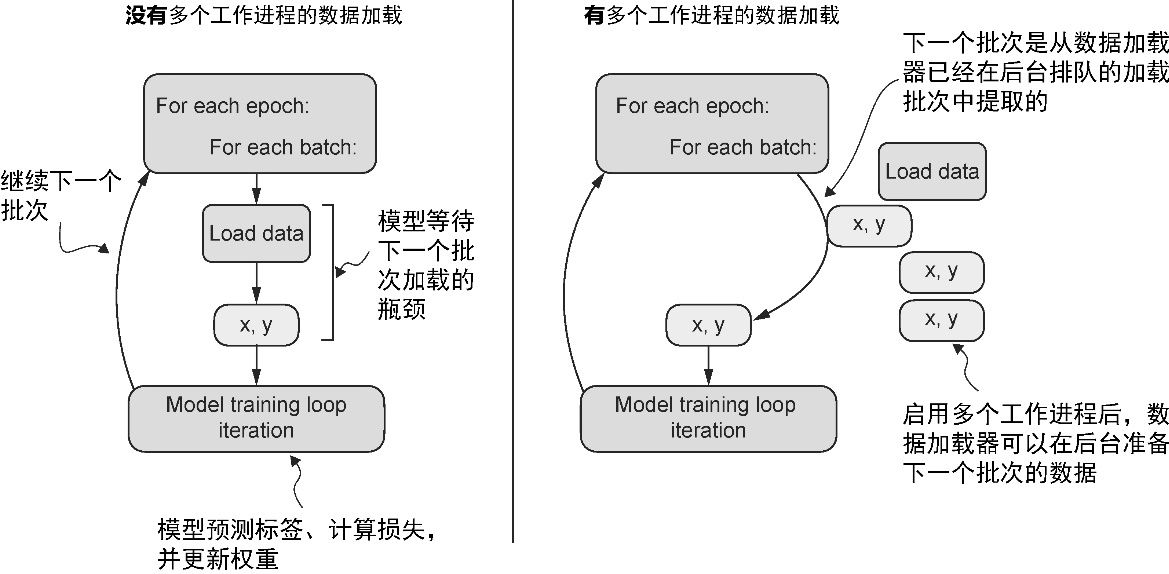 没有多个工作进程的数据加载
For each epoch:
For each batch:
继续下一个
批次
Load data
模型等待
下一个批
次加载的
瓶颈
x, y
Model training loop
iteration
模型预测标签、计算损失，
并更新权重
有多个工作进程的数据加载
下一个批次是从数据加载
器已经在后台排队的加载
批次中提取的
For each epoch:
For each batch:
Load data
x, y
x, y
x, y
x, y
Model training loop
iteration
启用多个工作进程后，数
据加载器可以在后台准备
下一个批次的数据